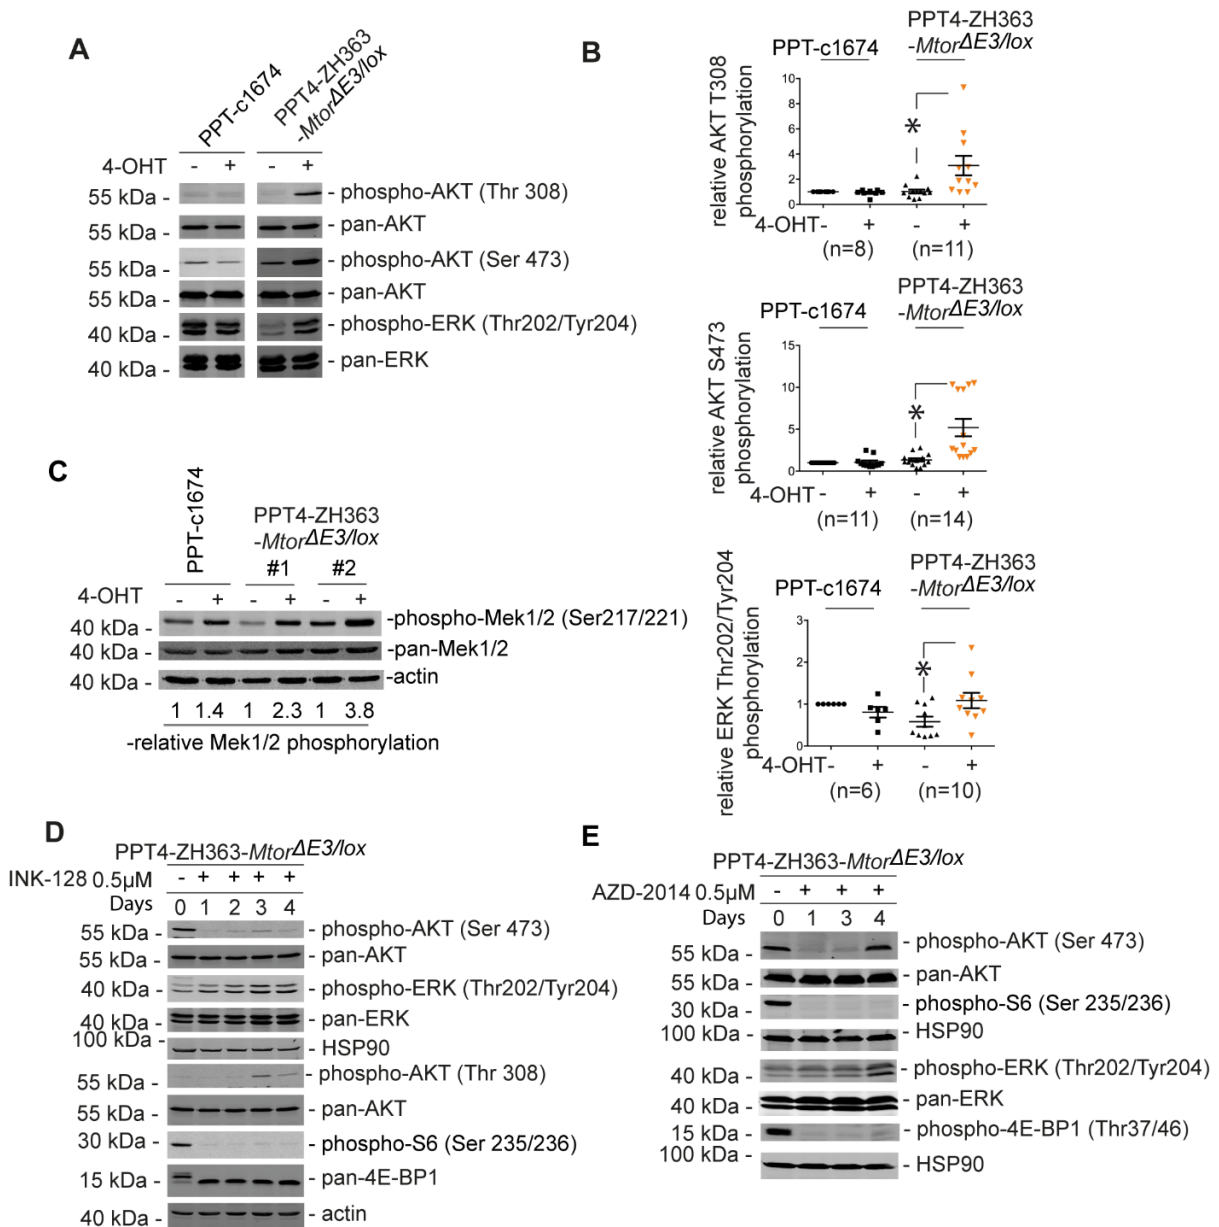 A
PPT-c1674
PPT4-ZH363
-MtorΔE3/lox
4-OHT - + - +
55 kDa - - phospho-AKT (Thr 308)
55 kDa - - pan-AKT
55 kDa - - phospho-AKT (Ser 473)
55 kDa - - pan-AKT
40 kDa - - phospho-ERK (Thr202/Tyr204)
40 kDa - - pan-ERK
B
PPT4-ZH363
PPT-c1674 -MtorΔE3/lox
relative AKT T308
phosphorylation
10
8
6
4
2
0
*
4-OHT- + - +
(n=8) (n=11)
PPT4-ZH363
PPT-c1674 -MtorΔE3/lox
relative AKT S473
phosphorylation
15
10
5
0
*
4-OHT - + - +
(n=11) (n=14)
PPT4-ZH363
PPT-c1674 -MtorΔE3/lox
relative ERK Thr202/Tyr204
phosphorylation
3
2
1
0
*
4-OHT- + - +
(n=6) (n=10)
C
PPT-c1674
PPT4-ZH363
-MtorΔE3/lox
#1 #2
4-OHT - + - + - +
40 kDa - -phospho-Mek1/2 (Ser217/221)
40 kDa - -pan-Mek1/2
40 kDa - -actin
1 1.4 1 2.3 1 3.8
-relative Mek1/2 phosphorylation
D
PPT4-ZH363-MtorΔE3/lox
INK-128 0.5µM - + + + +
Days 0 1 2 3 4
55 kDa - - phospho-AKT (Ser 473)
55 kDa - - pan-AKT
40 kDa - - phospho-ERK (Thr202/Tyr204)
40 kDa - - pan-ERK
100 kDa - - HSP90
55 kDa - - phospho-AKT (Thr 308)
55 kDa - - pan-AKT
30 kDa - - phospho-S6 (Ser 235/236)
15 kDa - - pan-4E-BP1
40 kDa - - actin
E
PPT4-ZH363-MtorΔE3/lox
AZD-2014 0.5µM - + + +
Days 0 1 3 4
55 kDa - - phospho-AKT (Ser 473)
55 kDa - - pan-AKT
30 kDa - - phospho-S6 (Ser 235/236)
100 kDa - - HSP90
40 kDa - - phospho-ERK (Thr202/Tyr204)
40 kDa - - pan-ERK
15 kDa - - phospho-4E-BP1 (Thr37/46)
100 kDa - - HSP90